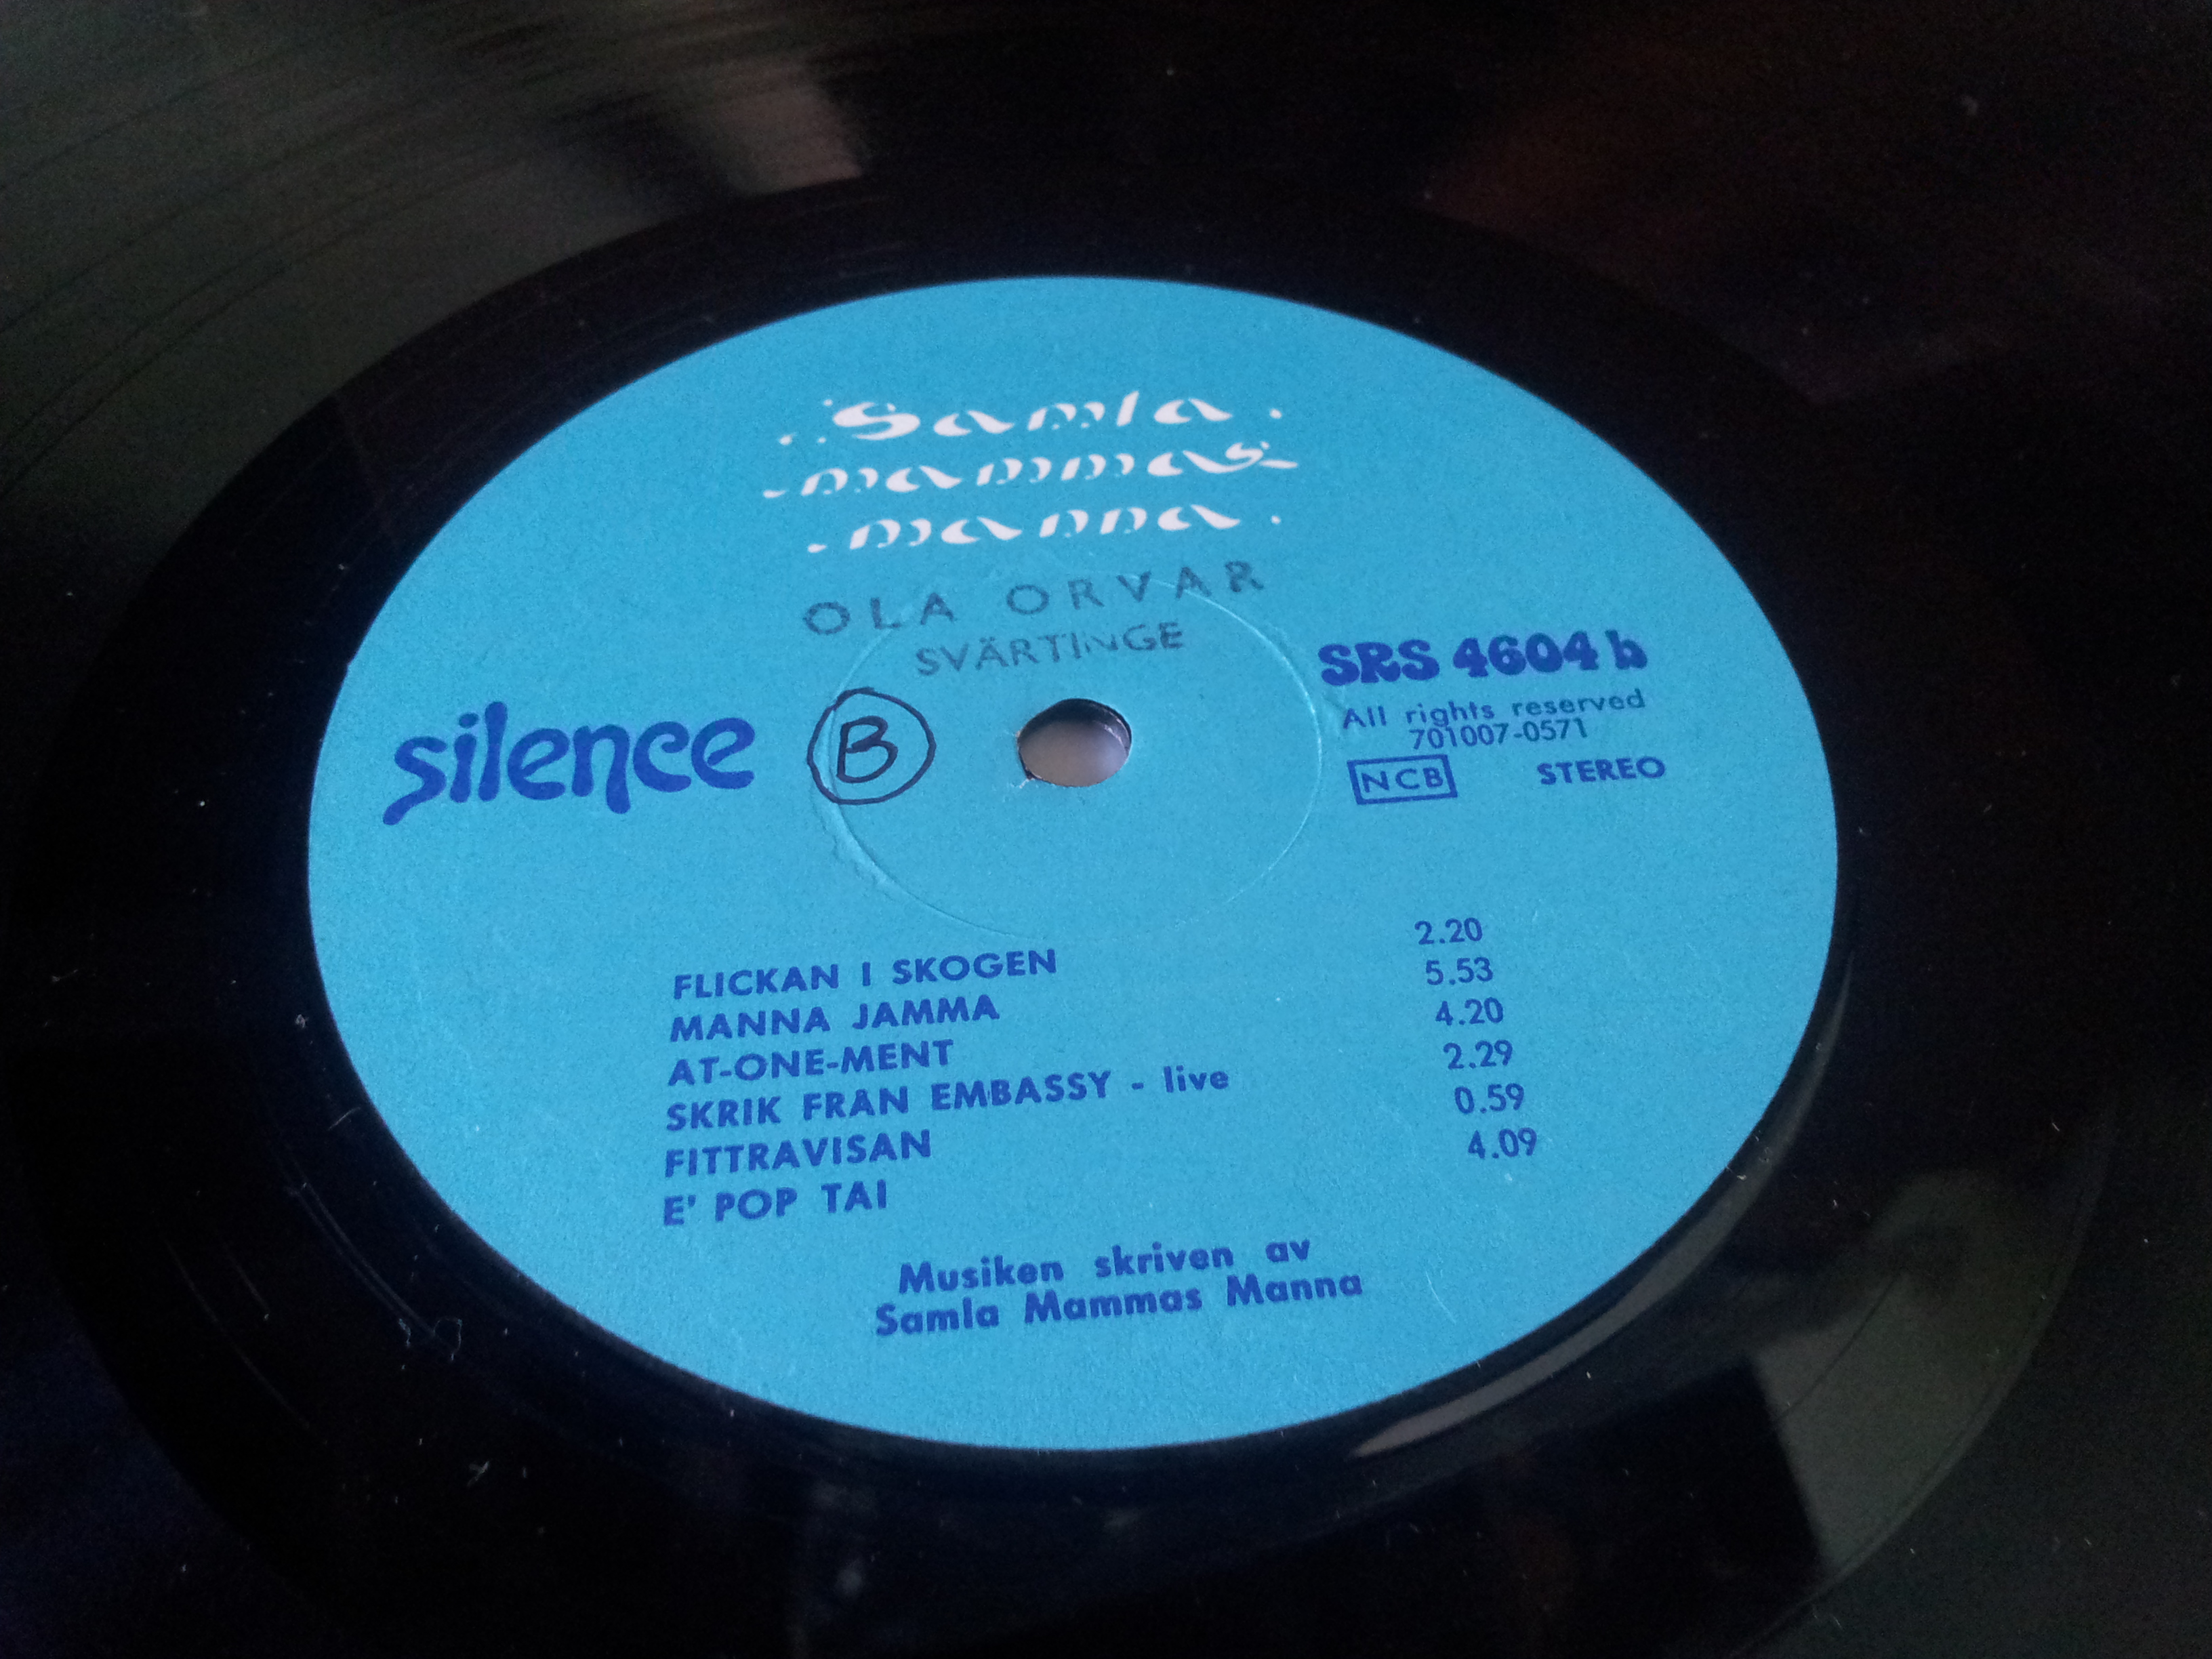 Samla
mammas
manna
OLA ORVAR
SVÄRTINGE
silence
B
SRS 4604 b
All rights reserved
701007-0571
NCB STEREO
FLICKAN I SKOGEN 2.20
MANNA JAMMA 5.53
AT-ONE-MENT 4.20
SKRIK FRAN EMBASSY - live 2.29
FITTRAVISAN 0.59
E' POP TAI 4.09
Musiken skriven av
Samla Mammas Manna